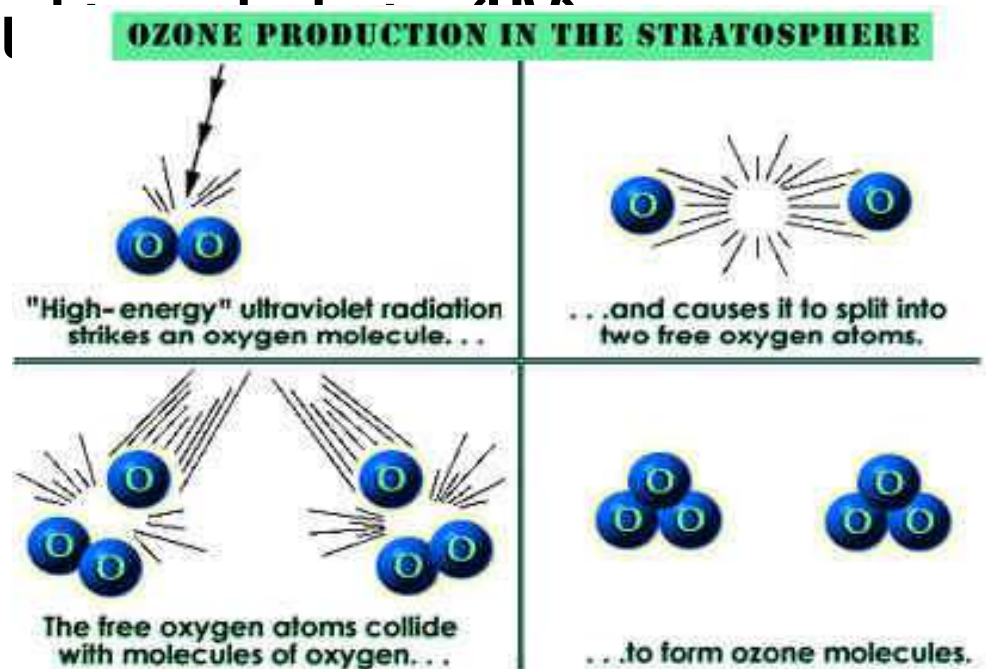 OZONE PRODUCTION IN THE STRATOSPHERE
O O
"High-energy" ultraviolet radiation
strikes an oxygen molecule. . .
O O
. . .and causes it to split into
two free oxygen atoms.
O O
O O O O
The free oxygen atoms collide
with molecules of oxygen. . .
O O
O O O O
. . .to form ozone molecules.